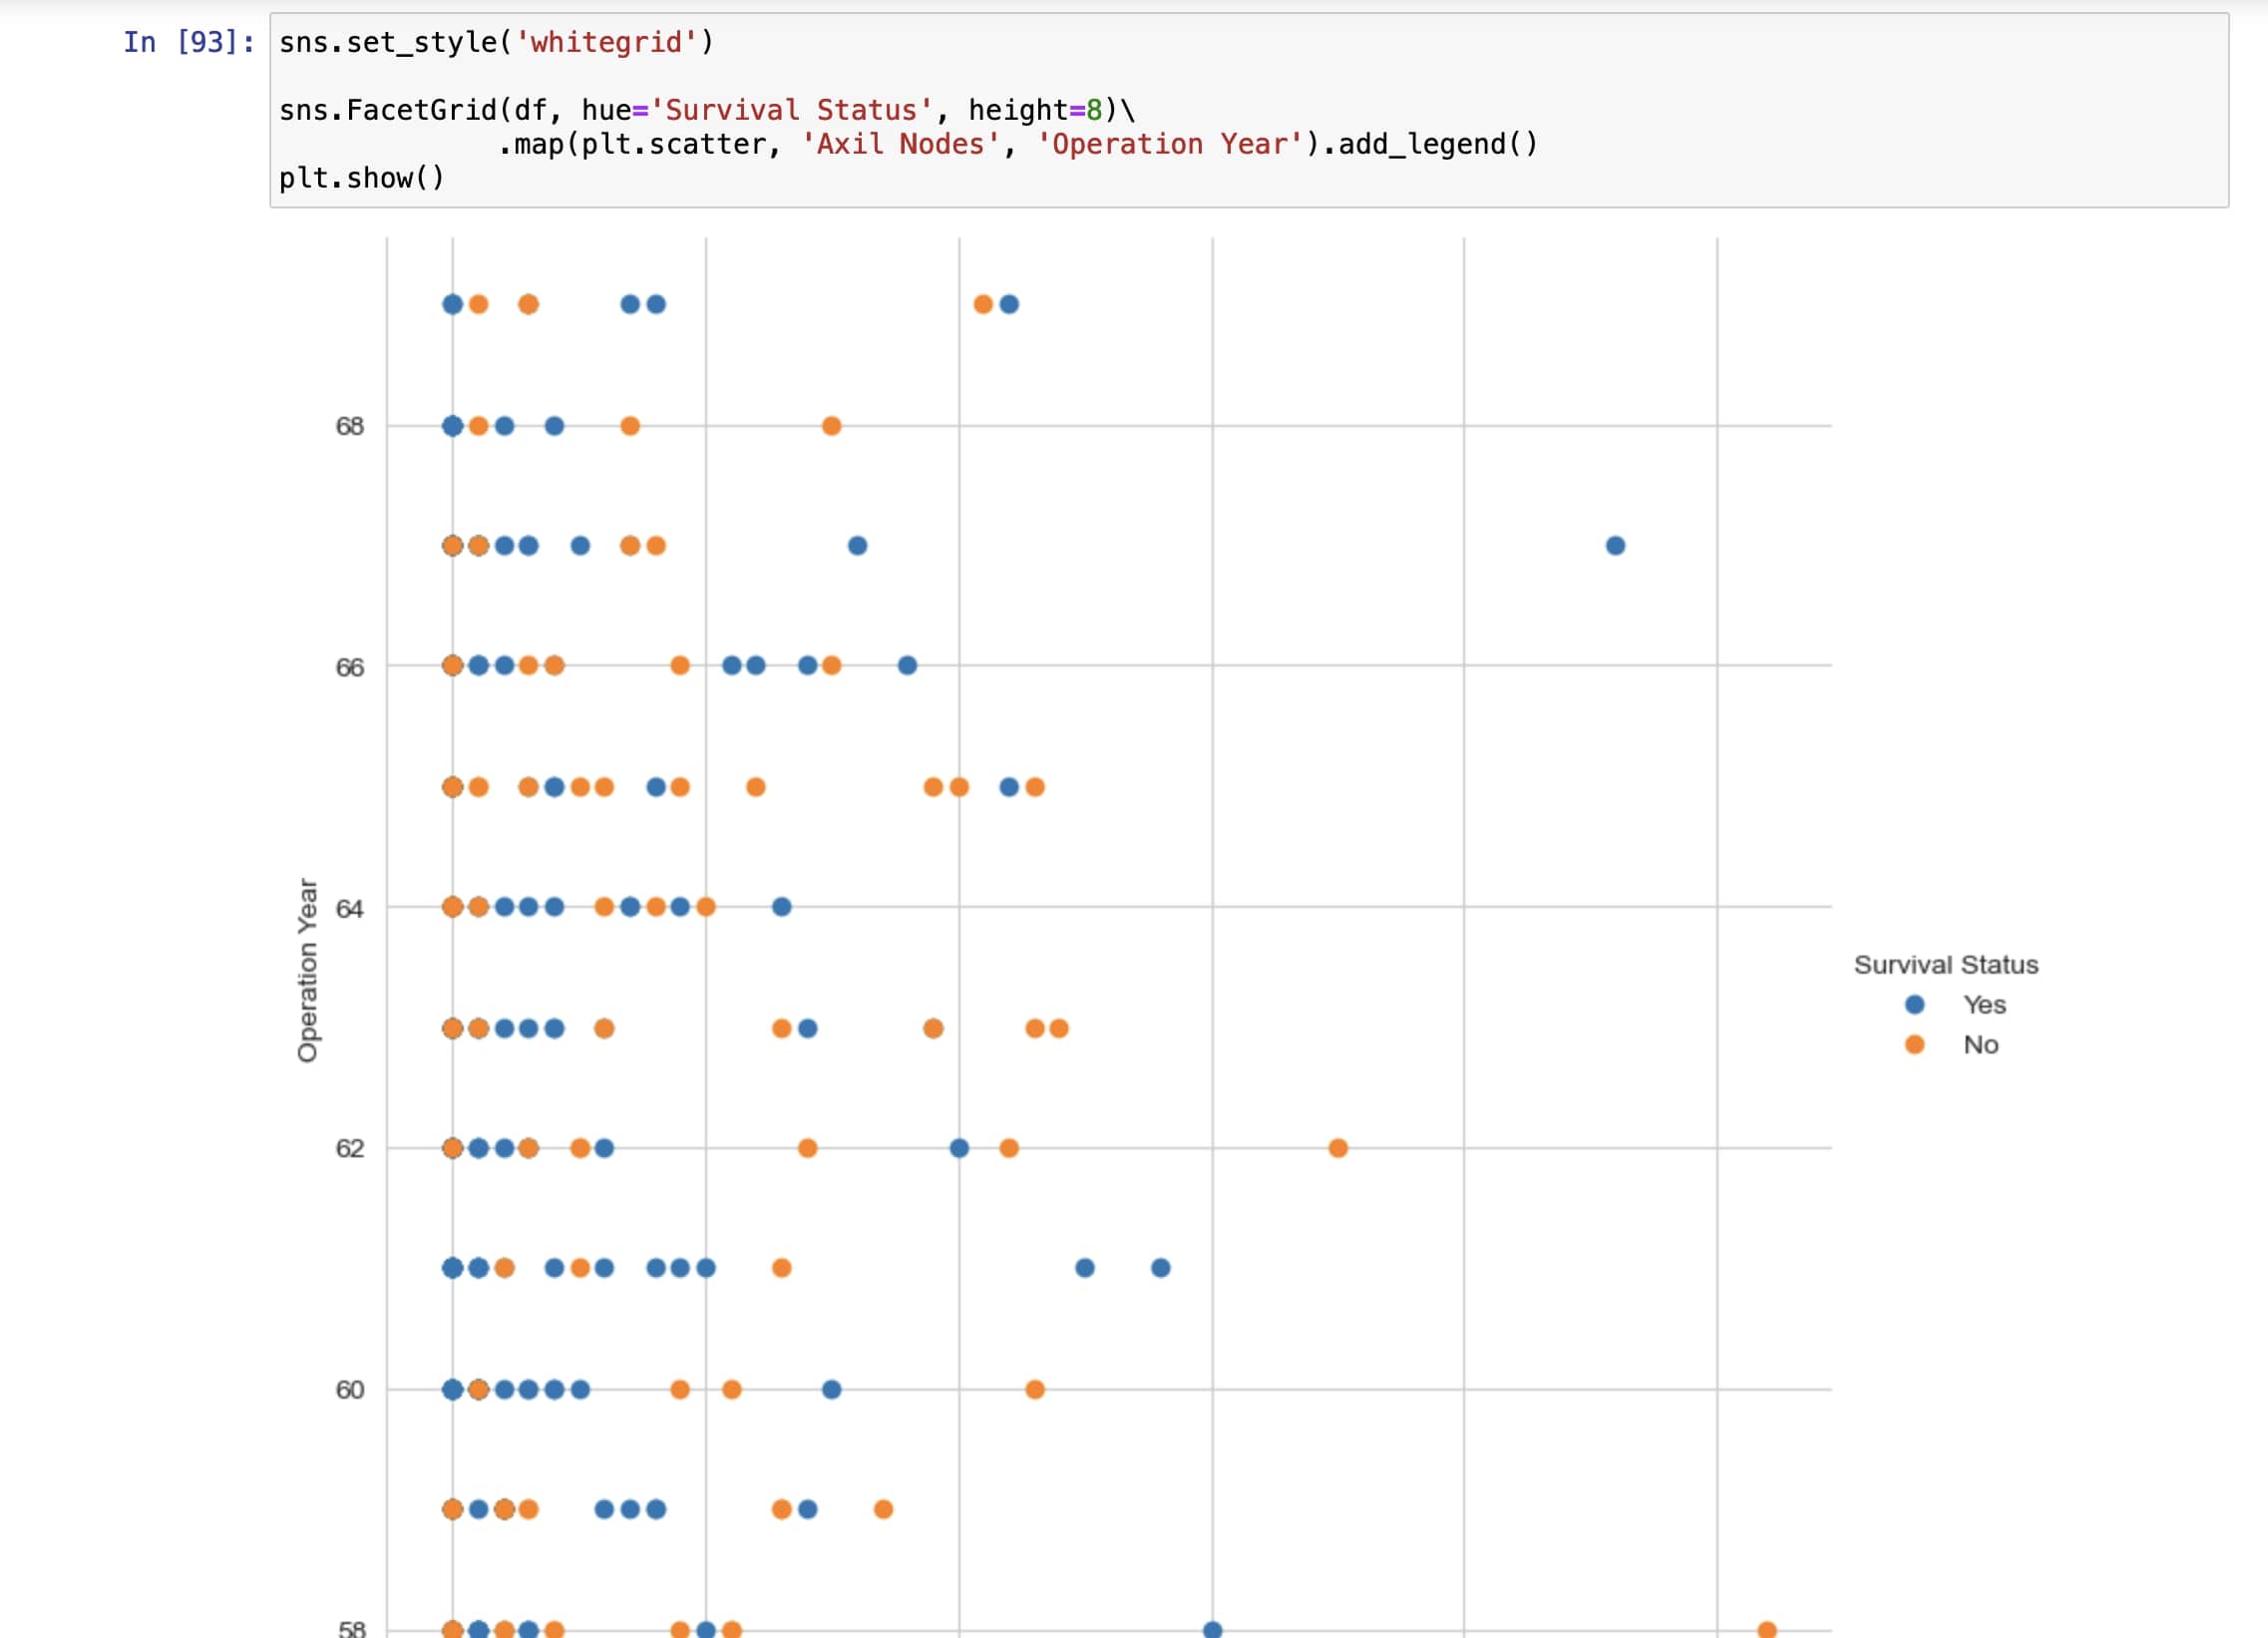 In [93]:
sns.set_style('whitegrid')
sns.FacetGrid(df, hue='Survival Status', height=8)\
.map(plt.scatter, 'Axil Nodes', 'Operation Year').add_legend()
plt.show()
68
66
64
62
60
58
Operation Year
Survival Status
Yes
No